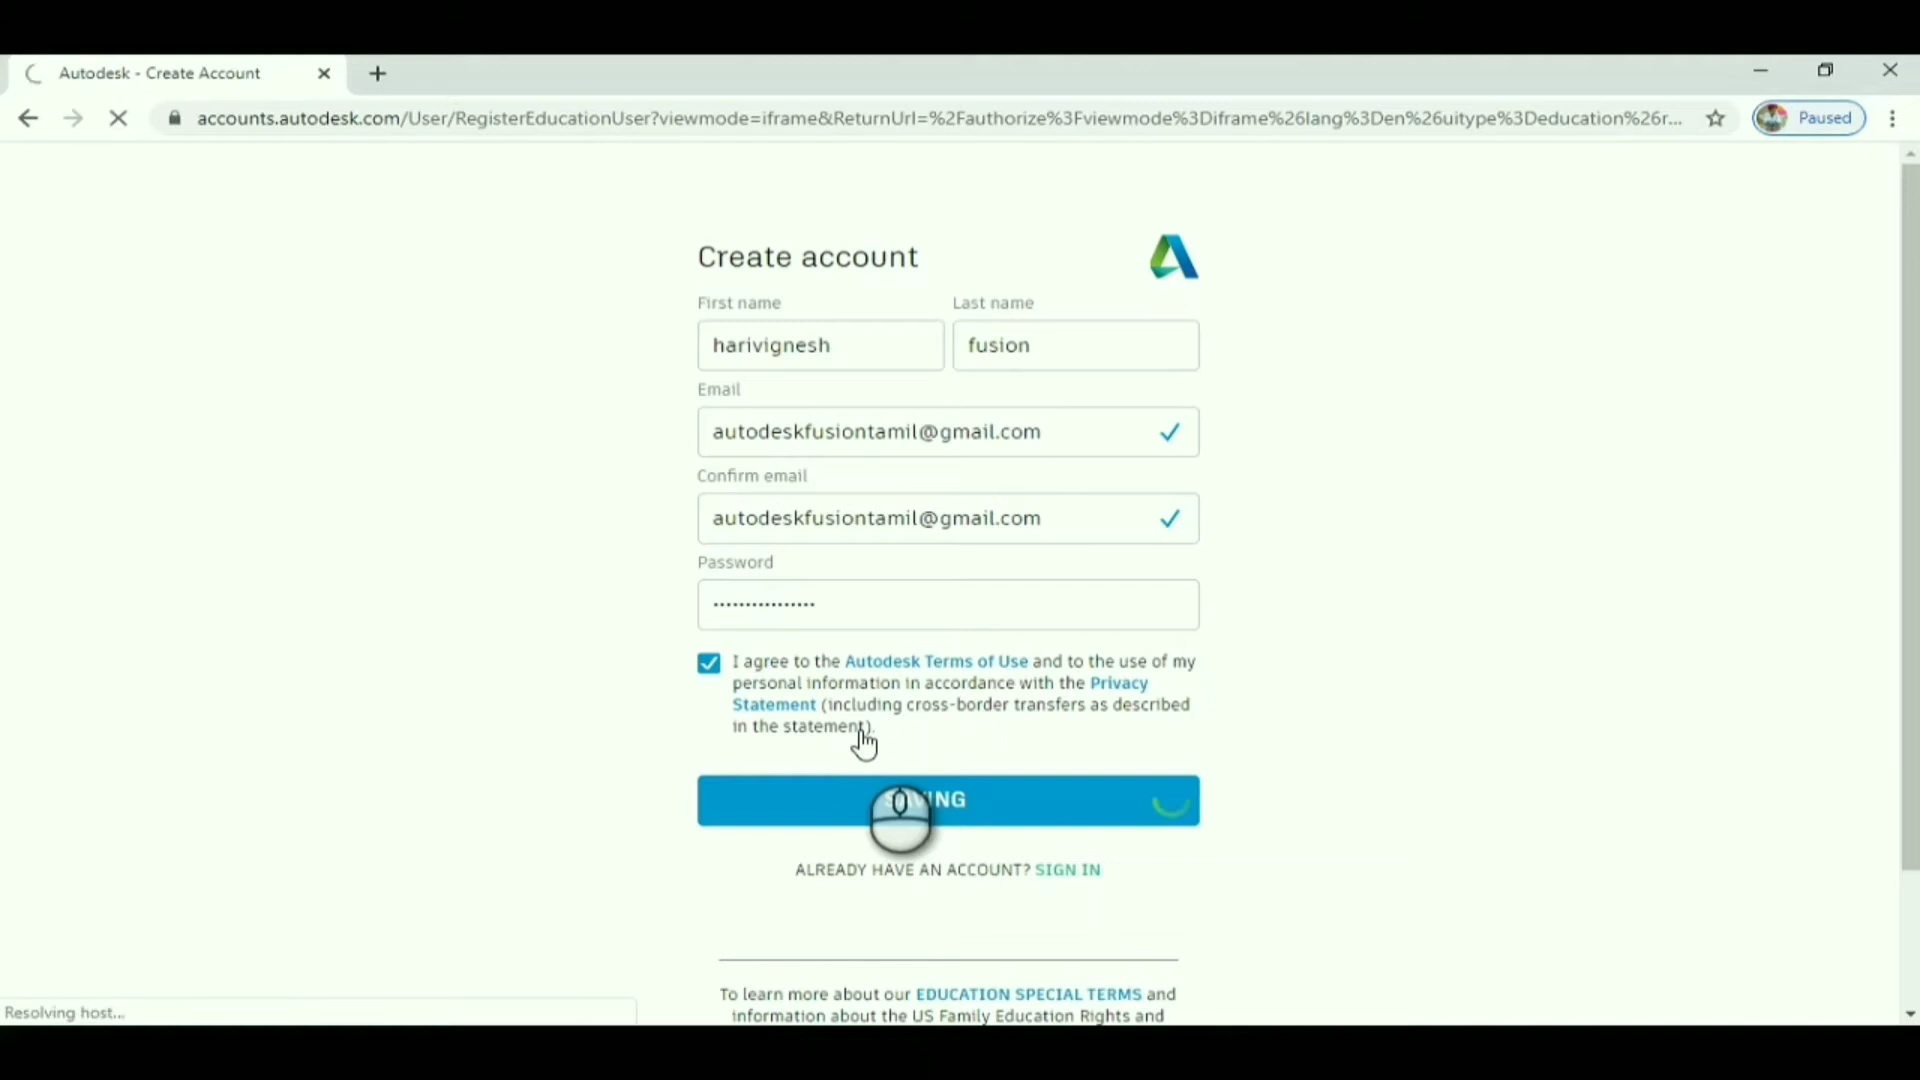 Autodesk - Create Account
accounts.autodesk.com/User/RegisterEducationUser?viewmode=iframe&ReturnUrl=%2Fauthorize%3Fviewmode%3Diframe%26lang%3Den%26uitype%3Deducation%26r...
Paused
Create account
First name Last name
harivignesh fusion
Email
autodeskfusiontamil@gmail.com
Confirm email
autodeskfusiontamil@gmail.com
Password
I agree to the Autodesk Terms of Use and to the use of my
personal information in accordance with the Privacy
Statement (including cross-border transfers as described
in the statement).
SAVING
ALREADY HAVE AN ACCOUNT? SIGN IN
To learn more about our EDUCATION SPECIAL TERMS and
information about the US Family Education Rights and
Resolving host...